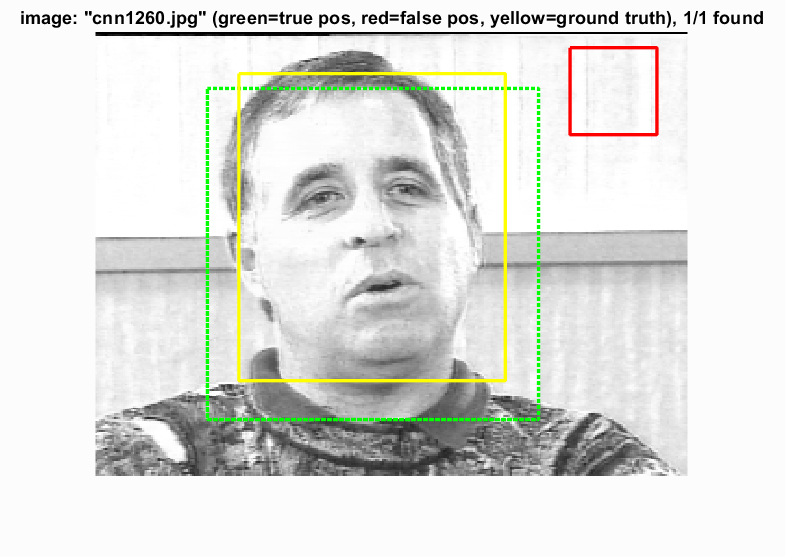 image: "cnn1260.jpg" (green=true pos, red=false pos, yellow=ground truth), 1/1 found